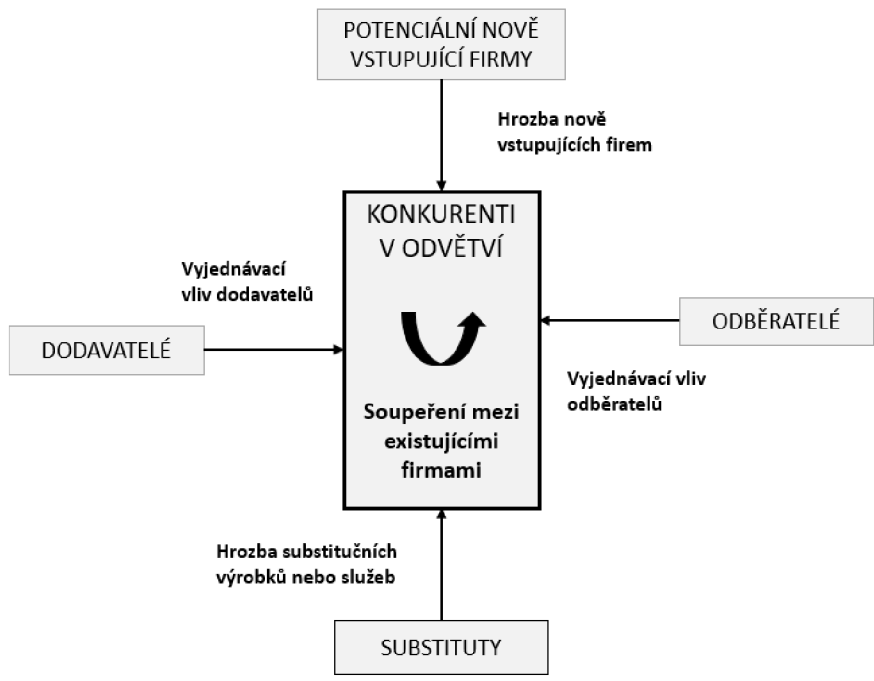 POTENCIÁLNÍ NOVĚ
VSTUPUJÍCÍ FIRMY
Hrozba nově
vstupujících firem
KONKURENTI
V ODVĚTVÍ
Vyjednávací
vliv dodavatelů
DODAVATELÉ
ODBĚRATELÉ
Vyjednávací vliv
odběratelů
Soupeření mezi
existujícími
firmami
Hrozba substitučních
výrobků nebo služeb
SUBSTITUTY